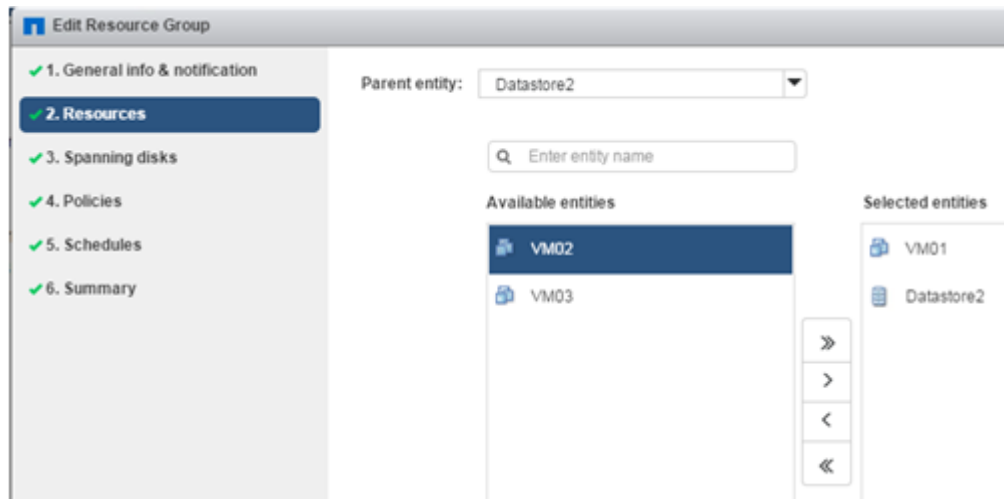 Edit Resource Group
1. General info & notification
2. Resources
3. Spanning disks
4. Policies
5. Schedules
6. Summary
Parent entity: Datastore2
Enter entity name
Available entities
VM02
VM03
Selected entities
VM01
Datastore2